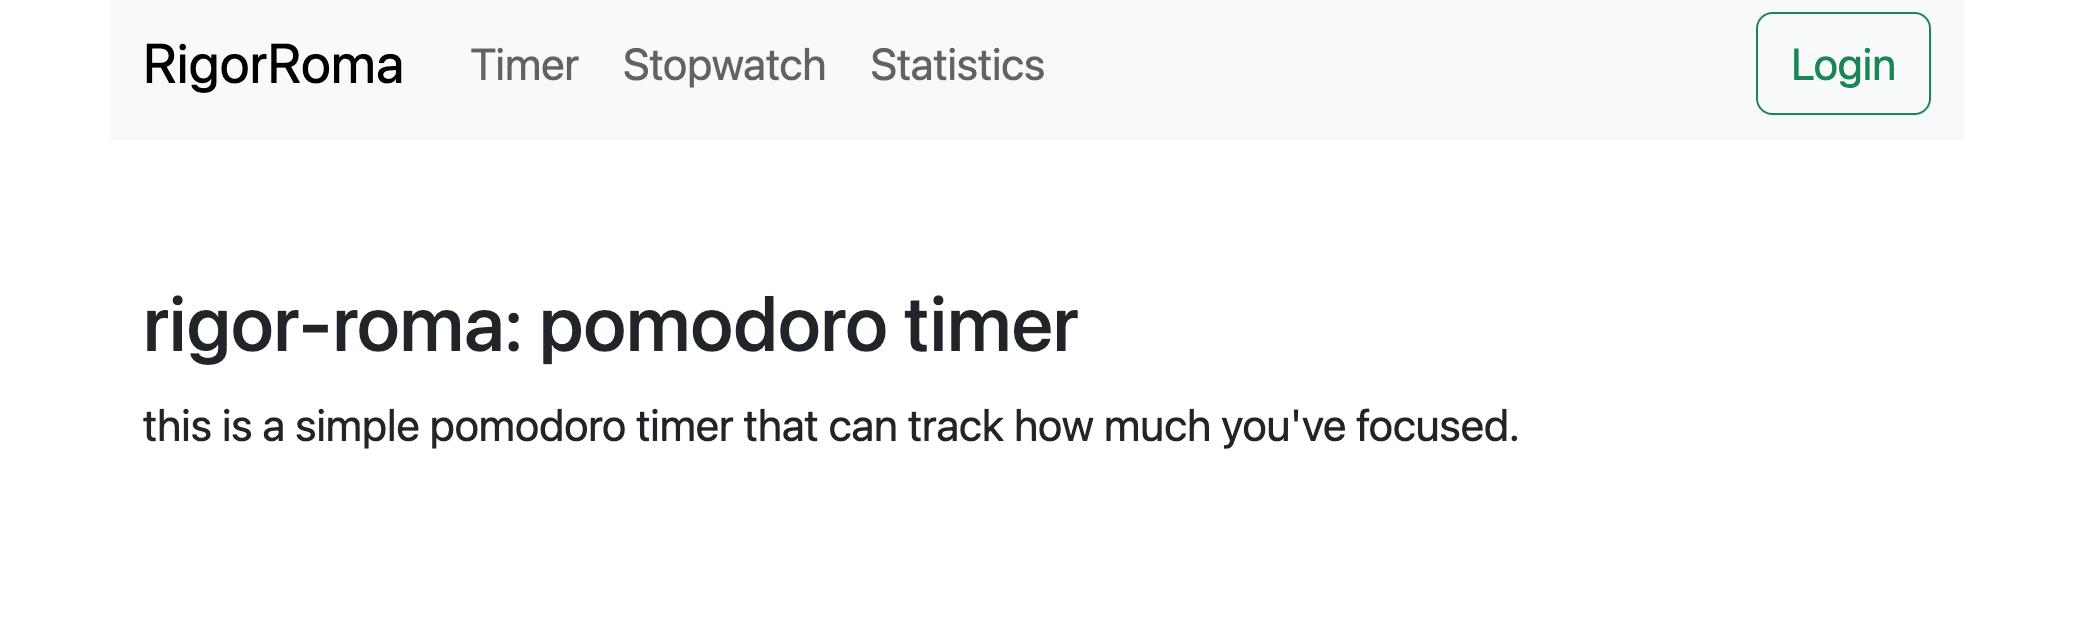 RigorRoma Timer Stopwatch Statistics Login
rigor-roma: pomodoro timer
this is a simple pomodoro timer that can track how much you've focused.